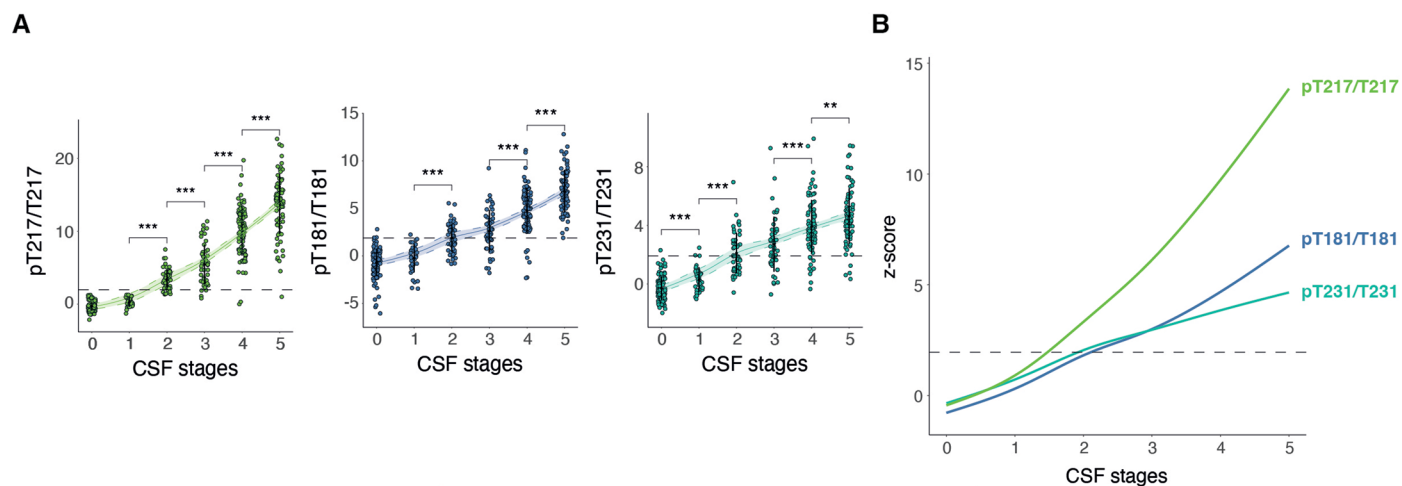 A
B
pT217/T217
20
10
0
***
***
***
***
0 1 2 3 4 5
CSF stages
pT181/T181
15
10
5
0
-5
***
***
***
0 1 2 3 4 5
CSF stages
pT231/T231
8
4
0
***
***
***
**
0 1 2 3 4 5
CSF stages
z-score
15
10
5
0
pT217/T217
pT181/T181
pT231/T231
0 1 2 3 4 5
CSF stages